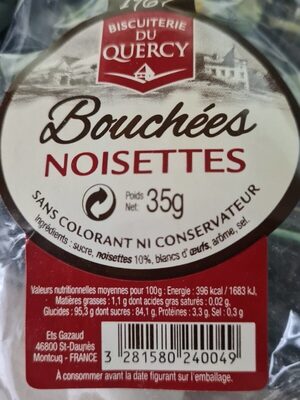 1767
BISCUITERIE
DU
QUERCY
Bouchées
NOISETTES
Poids
Net: 35g
SANS COLORANT NI CONSERVATEUR
Ingrédients : sucre, noisettes 10%, blancs d'œufs, arôme, sel.
Valeurs nutritionnelles moyennes pour 100g : Energie : 396 kcal / 1683 kJ,
Matières grasses : 1,1 g dont acides gras saturés : 0,02 g,
Glucides : 95,3 g dont sucres : 84,1 g, Protéines : 3,3 g, Sel : 0,3 g
Ets Gazaud
46800 St-Daunès
Montcuq - FRANCE
3 281580 240049
A consommer avant la date figurant sur l'emballage.